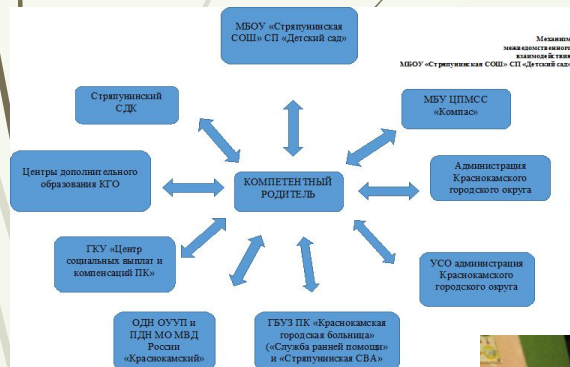 МБОУ «Стряпунинская
СОШ» СП «Детский сад»
Механизм
межведомственного
взаимодействия
МБОУ «Стряпунинская СОШ» СП «Детский сад»
Стряпунинский
СДК
МБУ ЦПМСС
«Компас»
Центры дополнительного
образования КГО
КОМПЕТЕНТНЫЙ
РОДИТЕЛЬ
Администрация
Краснокамского
городского округа
ГКУ «Центр
социальных выплат и
компенсаций ПК»
УСО администрация
Краснокамского
городского округа
ОДН ОУУП и
ПДН МО МВД
России
«Краснокамский»
ГБУЗ ПК «Краснокамская
городская больница»
(«Служба ранней помощи»
и «Стряпунинская СВА»